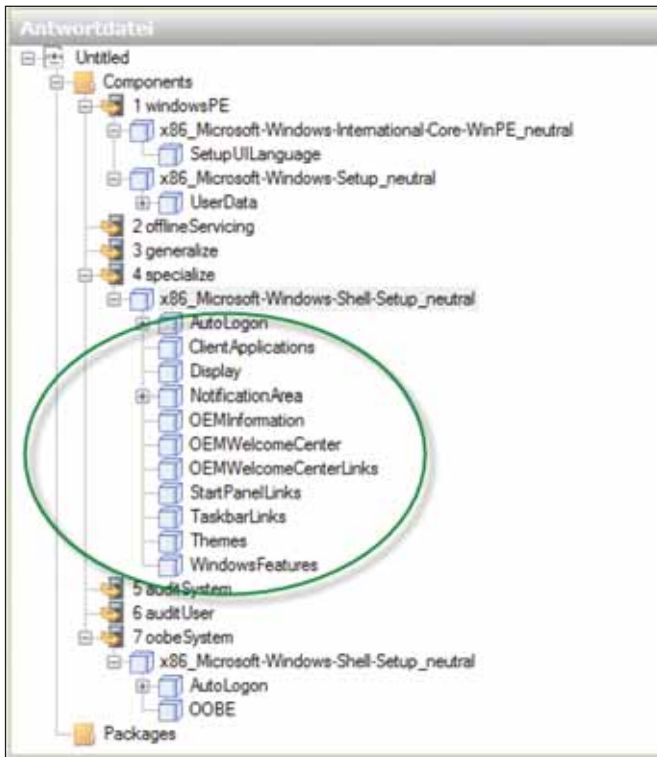 Antwortdatei
Untitled
Components
1 windowsPE
x86_Microsoft-Windows-International-Core-WinPE_neutral
SetupUILanguage
x86_Microsoft-Windows-Setup_neutral
UserData
2 offlineServicing
3 generalize
4 specialize
x86_Microsoft-Windows-Shell-Setup_neutral
AutoLogon
ClientApplications
Display
NotificationArea
OEMInformation
OEMWelcomeCenter
OEMWelcomeCenterLinks
StartPanelLinks
TaskbarLinks
Themes
WindowsFeatures
5 auditSystem
6 auditUser
7 oobeSystem
x86_Microsoft-Windows-Shell-Setup_neutral
AutoLogon
OOBE
Packages